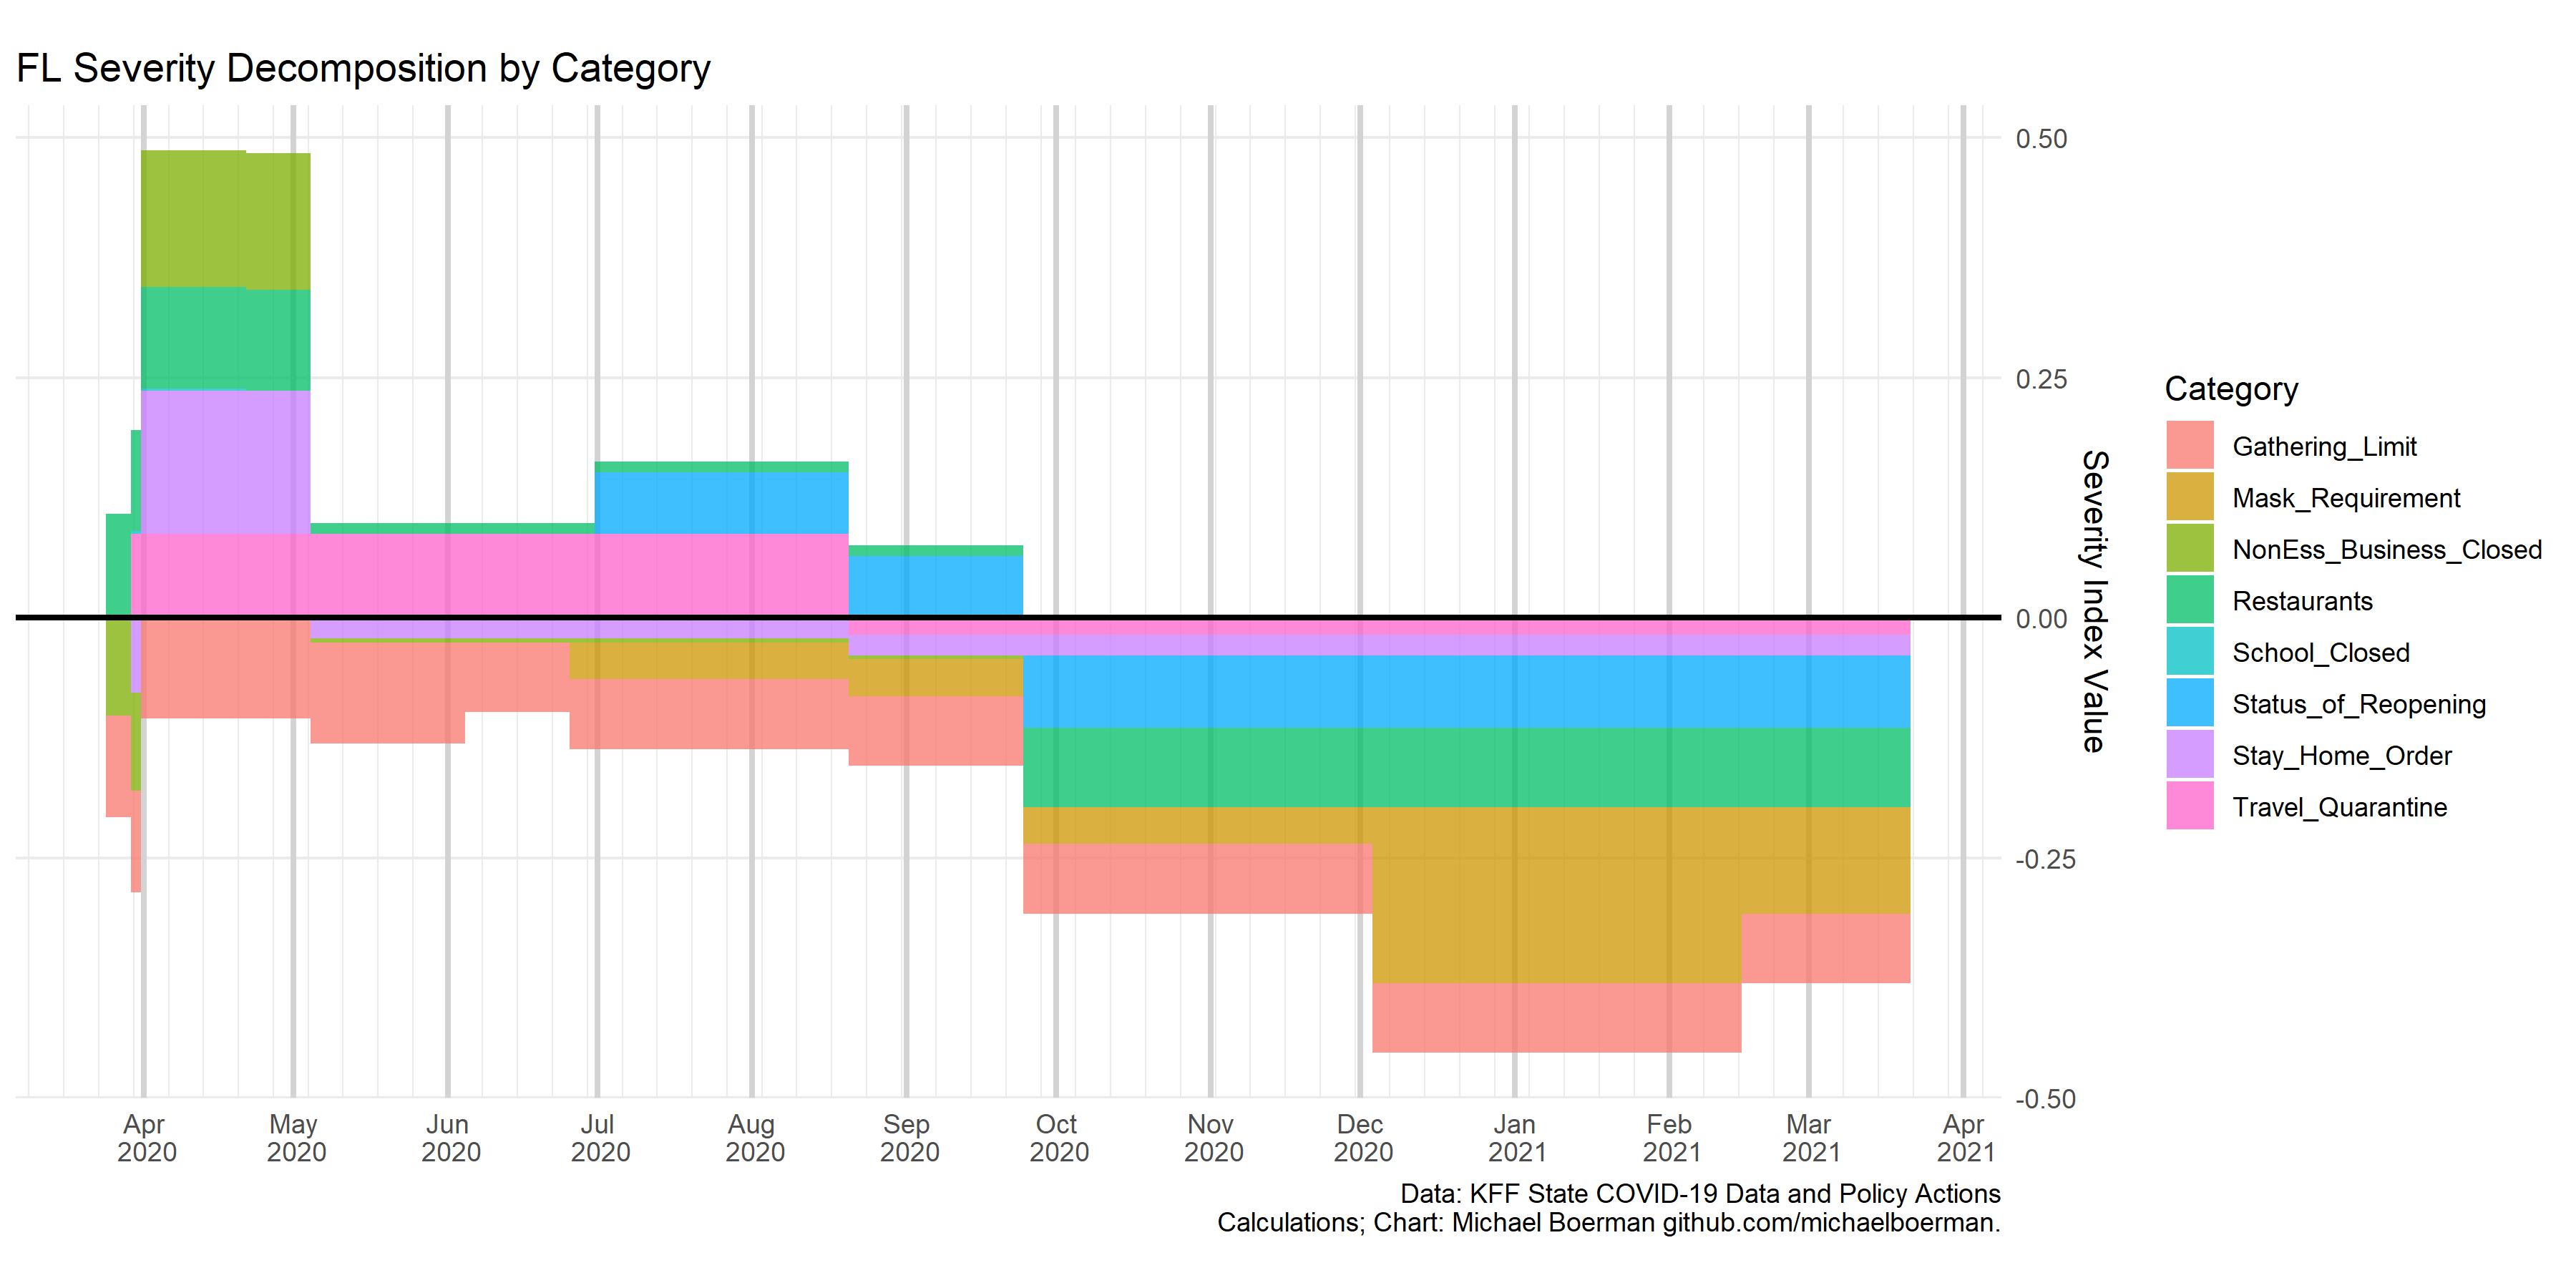 FL Severity Decomposition by Category
0.50
0.25
0.00
-0.25
-0.50
Severity Index Value
Apr
2020
May
2020
Jun
2020
Jul
2020
Aug
2020
Sep
2020
Oct
2020
Nov
2020
Dec
2020
Jan
2021
Feb
2021
Mar
2021
Apr
2021
Category
Gathering_Limit
Mask_Requirement
NonEss_Business_Closed
Restaurants
School_Closed
Status_of_Reopening
Stay_Home_Order
Travel_Quarantine
Data: KFF State COVID-19 Data and Policy Actions
Calculations; Chart: Michael Boerman github.com/michaelboerman.